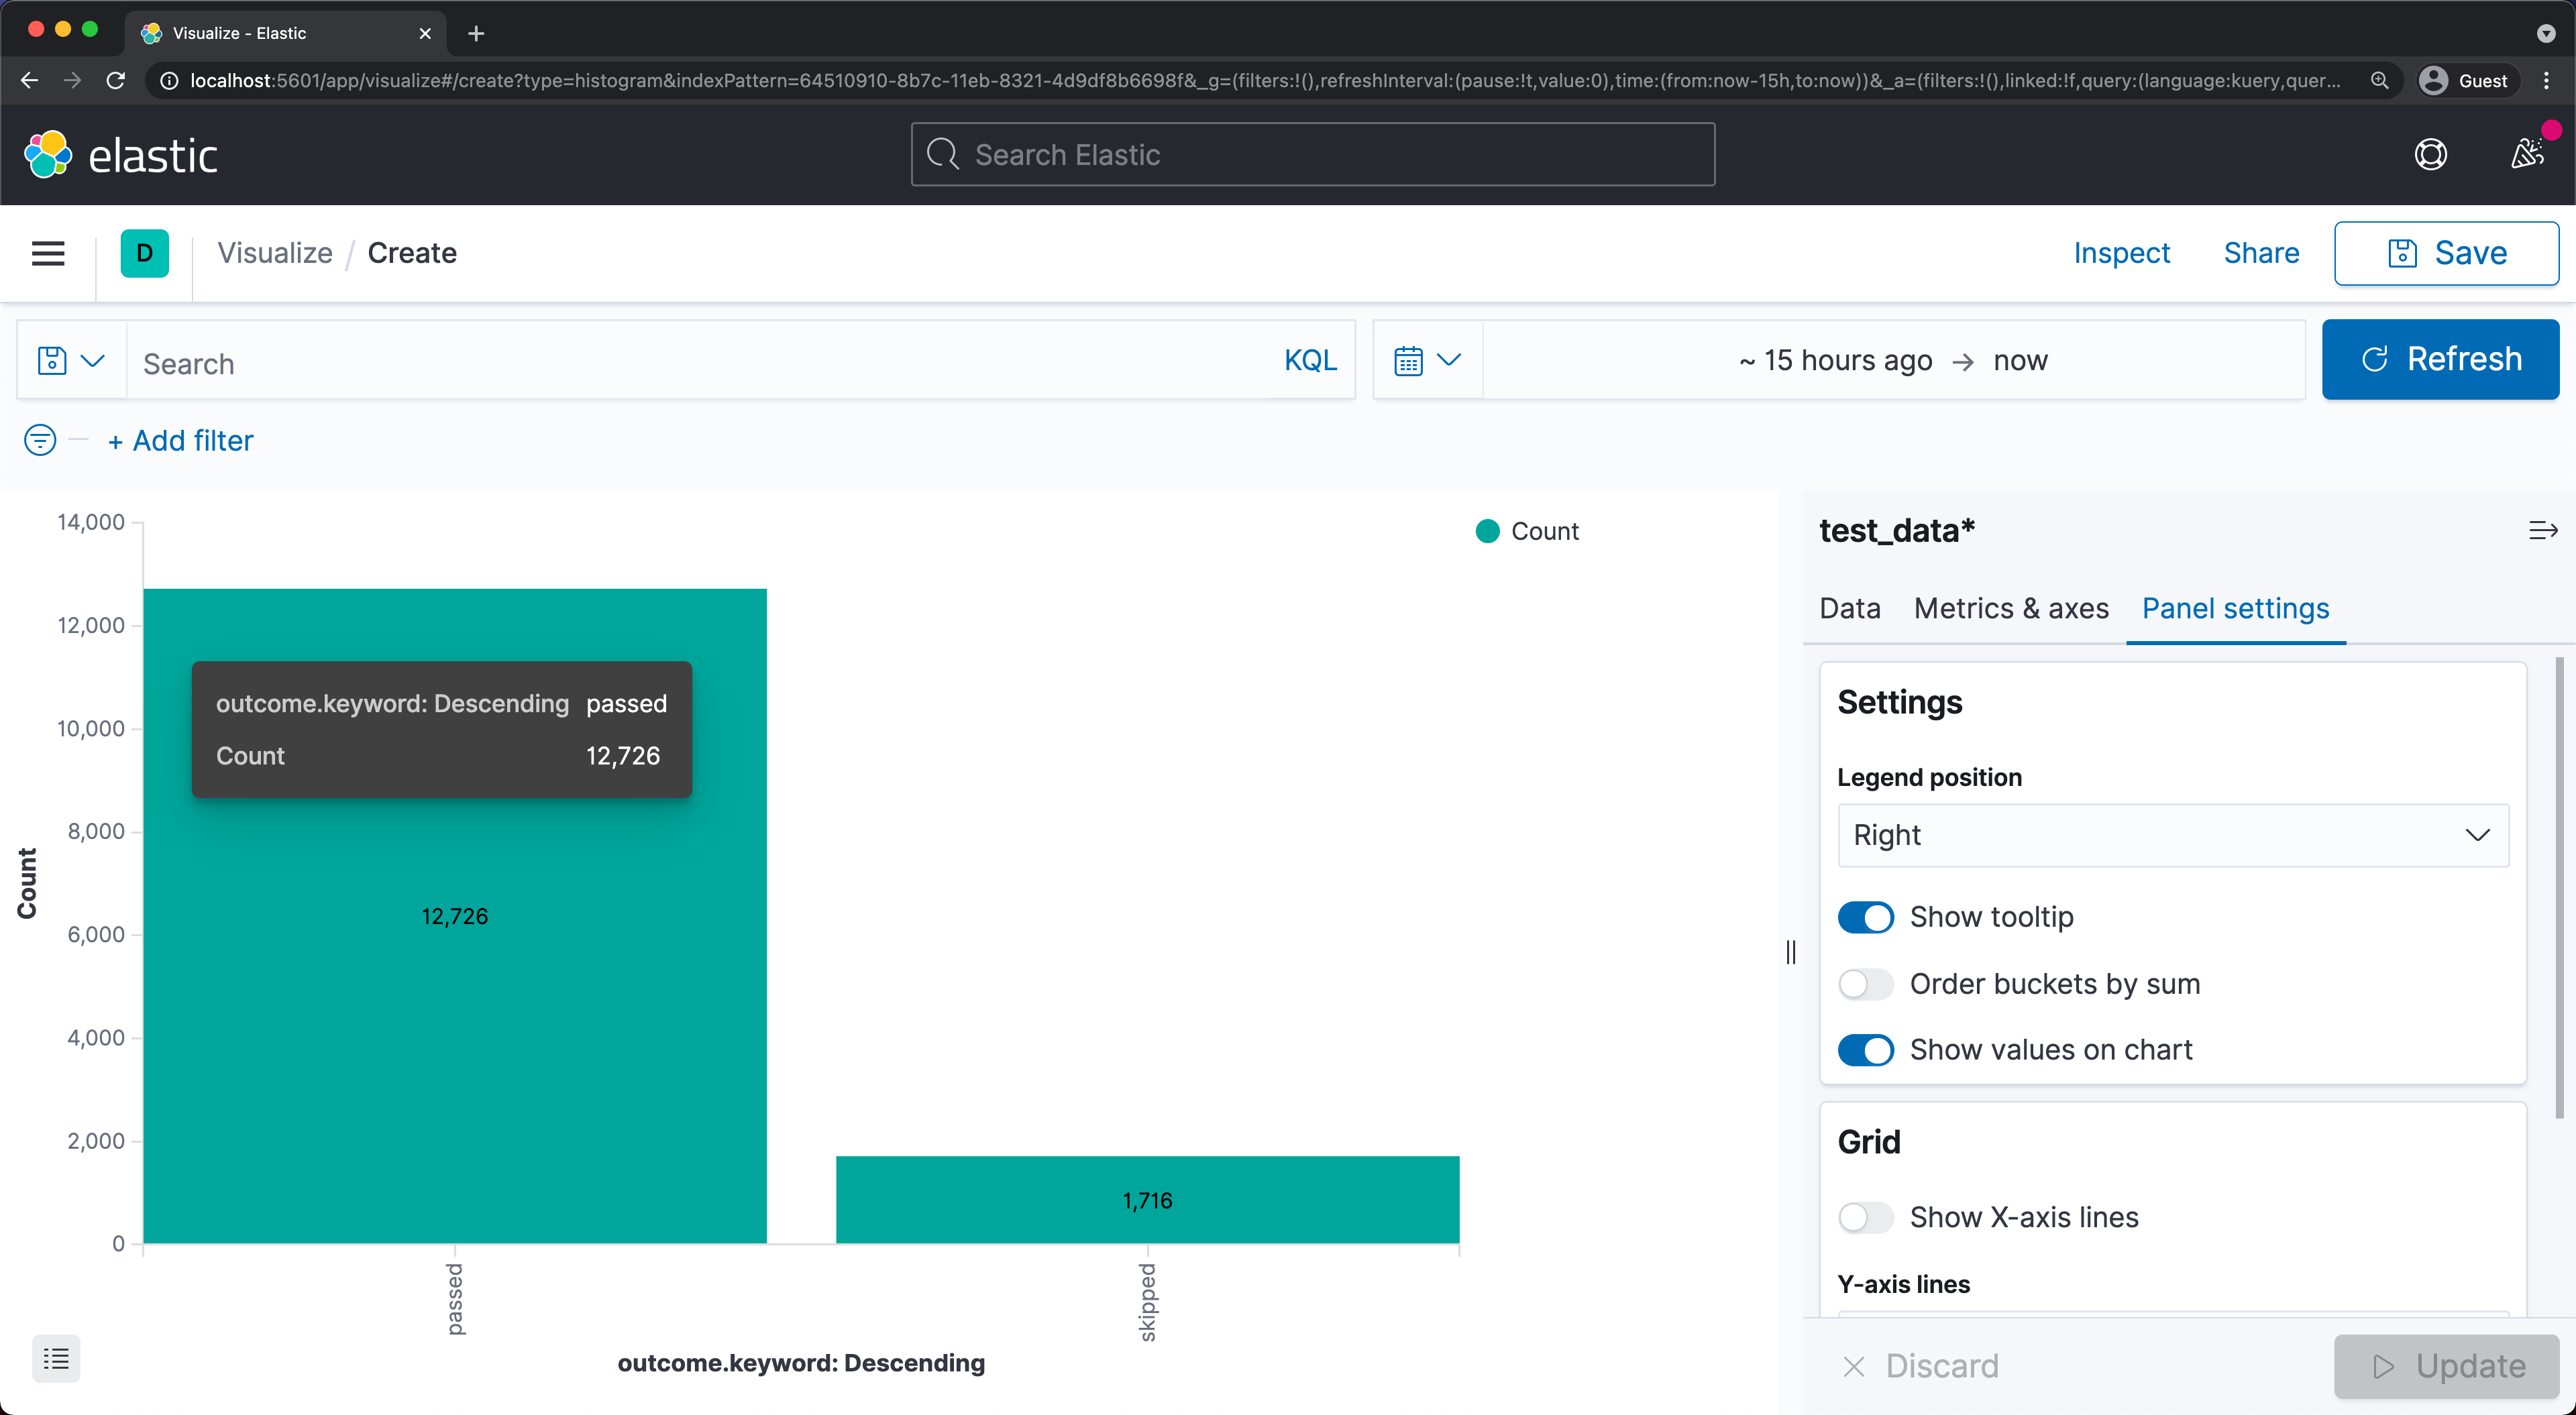 Visualize - Elastic
localhost:5601/app/visualize#/create?type=histogram&indexPattern=64510910-8b7c-11eb-8321-4d9df8b6698f&_g=(filters:!(),refreshInterval:(pause:!t,value:0),time:(from:now-15h,to:now))&_a=(filters:!(),linked:!f,query:(language:kuery,quer...
Guest
elastic
Search Elastic
D
Visualize / Create
Inspect
Share
Save
Search
KQL
~ 15 hours ago → now
Refresh
+ Add filter
14,000
12,000
10,000
8,000
6,000
4,000
2,000
0
Count
outcome.keyword: Descending passed
Count 12,726
12,726
1,716
passed
skipped
outcome.keyword: Descending
Count
test_data*
Data
Metrics & axes
Panel settings
Settings
Legend position
Right
Show tooltip
Order buckets by sum
Show values on chart
Grid
Show X-axis lines
Y-axis lines
Discard
Update